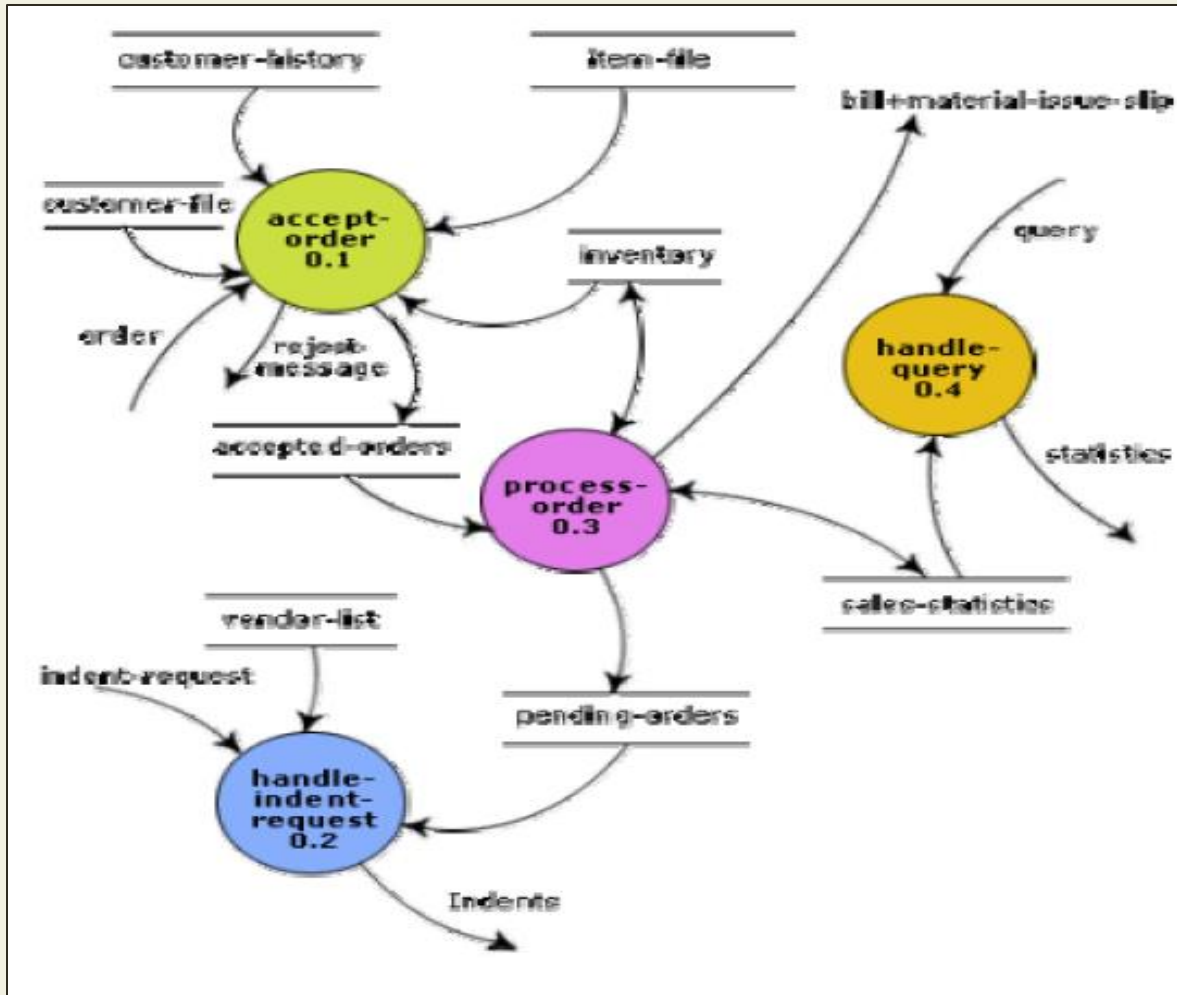 customer-history
item-file
bill+material-issue-slip
customer-file
accept-
order
0.1
inventory
query
order
reject-
message
handle-
query
0.4
accepted-orders
statistics
process-
order
0.3
vendor-list
sales-statistics
indent-request
pending-orders
handle-
indent-
request
0.2
Indents